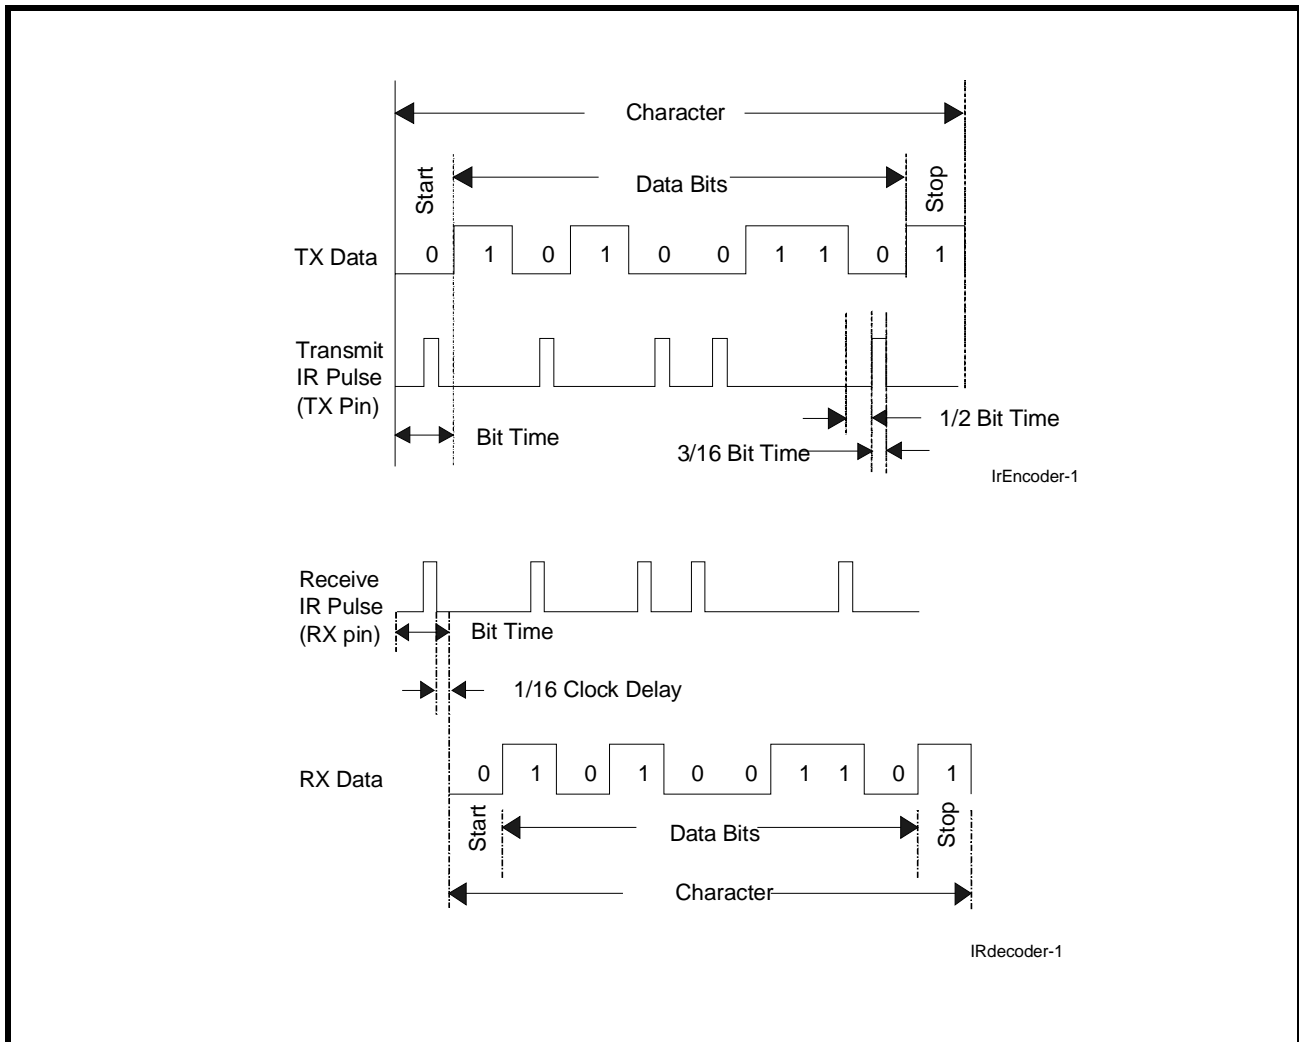 Character
Start
Data Bits
Stop
TX Data
0 1 0 1 0 0 1 1 0 1
Transmit
IR Pulse
(TX Pin)
Bit Time
1/2 Bit Time
3/16 Bit Time
IrEncoder-1
Receive
IR Pulse
(RX pin)
Bit Time
1/16 Clock Delay
RX Data
0 1 0 1 0 0 1 1 0 1
Start
Data Bits
Stop
Character
IRdecoder-1